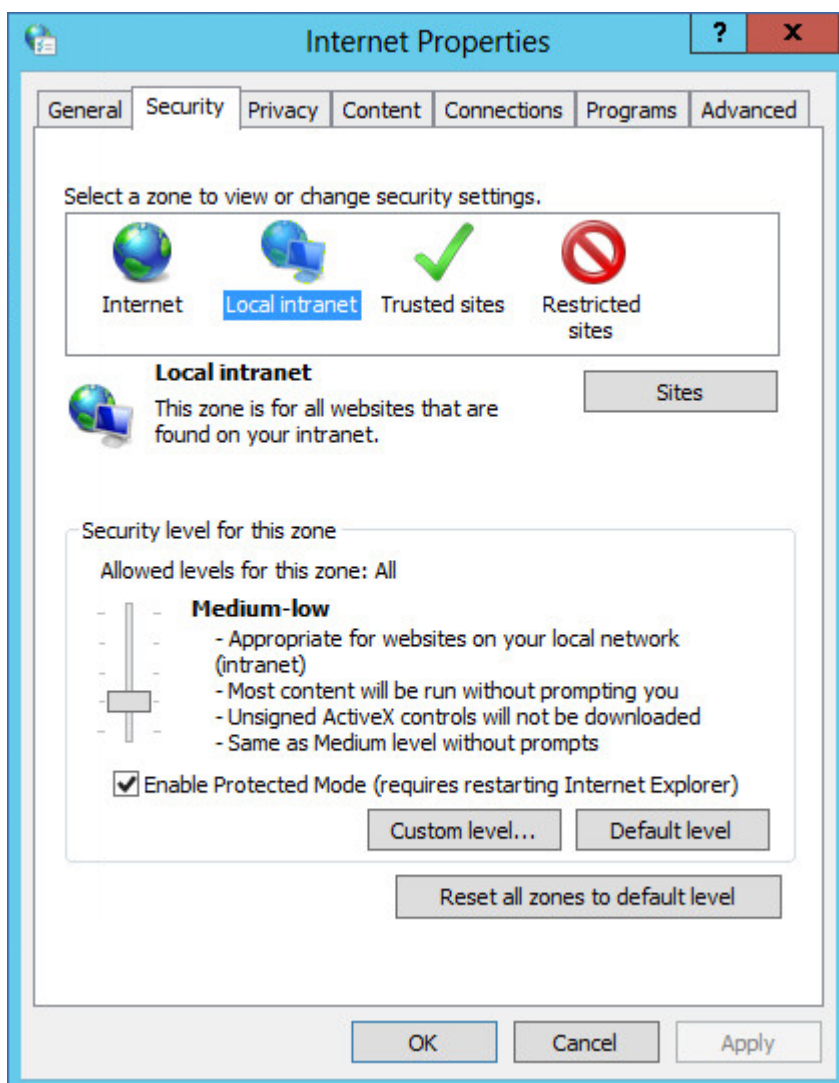 Internet Properties
?
x
General Security Privacy Content Connections Programs Advanced
Select a zone to view or change security settings.
Internet Local intranet Trusted sites Restricted
sites
Local intranet
Sites
This zone is for all websites that are
found on your intranet.
Security level for this zone
Allowed levels for this zone: All
Medium-low
- Appropriate for websites on your local network
(intranet)
- Most content will be run without prompting you
- Unsigned ActiveX controls will not be downloaded
- Same as Medium level without prompts
Enable Protected Mode (requires restarting Internet Explorer)
Custom level... Default level
Reset all zones to default level
OK Cancel Apply